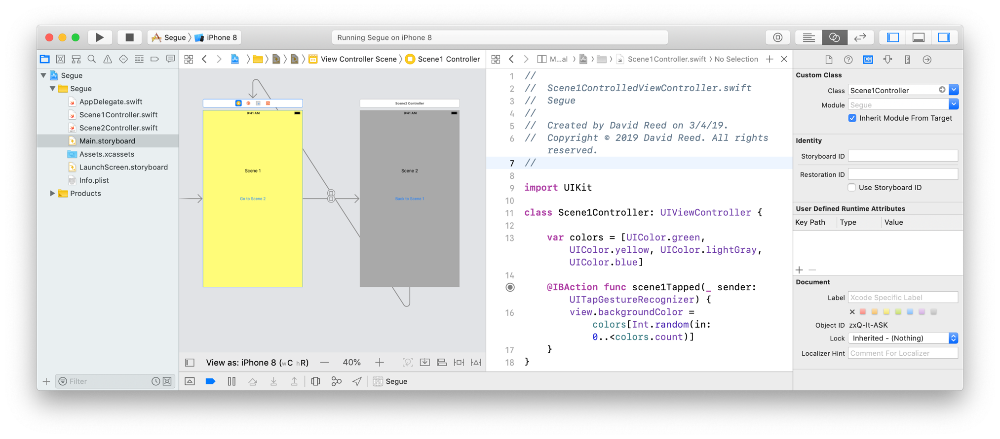 Segue
iPhone 8
Running Segue on iPhone 8
View Controller Scene
Scene1 Controller
M...al
Scene1Controller.swift
No Selection
Segue
Segue
AppDelegate.swift
Scene1Controller.swift
Scene2Controller.swift
Main.storyboard
Assets.xcassets
LaunchScreen.storyboard
Info.plist
Products
Filter
9:41 AM
Scene 1
Go to Scene 2
Scene2 Controller
9:41 AM
Scene 2
Back to Scene 1
View as: iPhone 8 (wC hR)
40%
Segue
1 //
2 // Scene1ControlledViewController.swift
3 // Segue
4 //
5 // Created by David Reed on 3/4/19.
6 // Copyright © 2019 David Reed. All rights
reserved.
7 //
8
9 import UIKit
10
11 class Scene1Controller: UIViewController {
12
13 var colors = [UIColor.green,
UIColor.yellow, UIColor.lightGray,
UIColor.blue]
14
@IBAction func scene1Tapped(_ sender:
UITapGestureRecognizer) {
16 view.backgroundColor =
colors[Int.random(in:
0..<colors.count)]
17 }
18 }
Custom Class
Class Scene1Controller
Module Segue
Inherit Module From Target
Identity
Storyboard ID
Restoration ID
Use Storyboard ID
User Defined Runtime Attributes
Key Path Type Value
Document
Label Xcode Specific Label
Object ID zxQ-It-ASK
Lock Inherited - (Nothing)
Localizer Hint Comment For Localizer